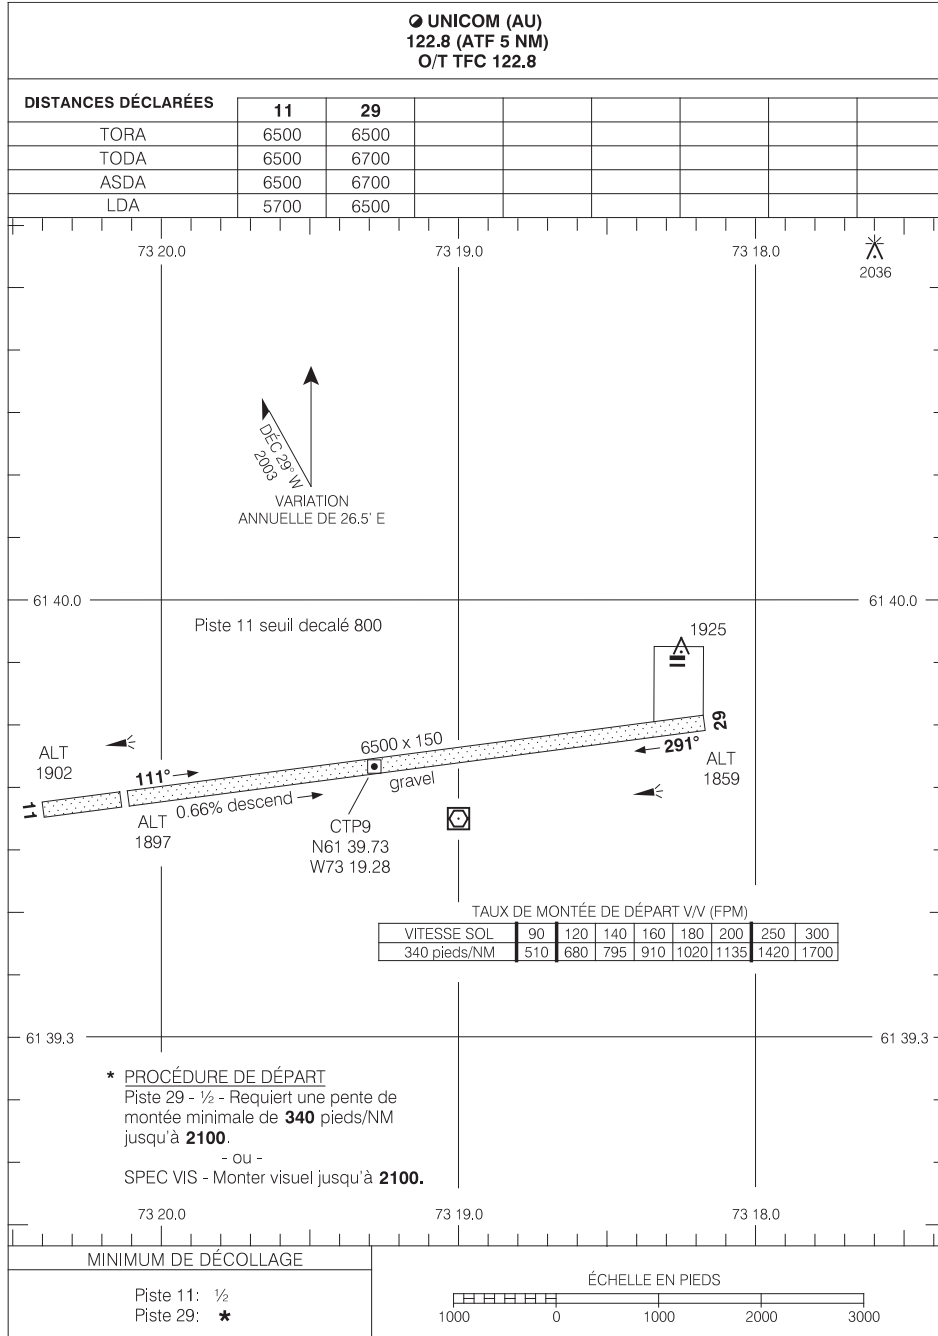 UNICOM (AU)
122.8 (ATF 5 NM)
O/T TFC 122.8
DISTANCES DÉCLARÉES 11 29
TORA 6500 6500
TODA 6500 6700
ASDA 6500 6700
LDA 5700 6500
73 20.0 73 19.0 73 18.0
2036
DÉC 29° W
2003
VARIATION
ANNUELLE DE 26.5' E
61 40.0 61 40.0
Piste 11 seuil decalé 800
1925
29
6500 x 150
291°
ALT
1859
ALT
1902
111°
gravel
11
0.66% descend
ALT
1897
CTP9
N61 39.73
W73 19.28
TAUX DE MONTÉE DE DÉPART V/V (FPM)
VITESSE SOL 90 120 140 160 180 200 250 300
340 pieds/NM 510 680 795 910 1020 1135 1420 1700
61 39.3 61 39.3
* PROCÉDURE DE DÉPART
Piste 29 - ½ - Requiert une pente de
montée minimale de 340 pieds/NM
jusqu'à 2100.
- ou -
SPEC VIS - Monter visuel jusqu'à 2100.
73 20.0 73 19.0 73 18.0
MINIMUM DE DÉCOLLAGE
Piste 11: ½
Piste 29: *
ÉCHELLE EN PIEDS
1000 0 1000 2000 3000